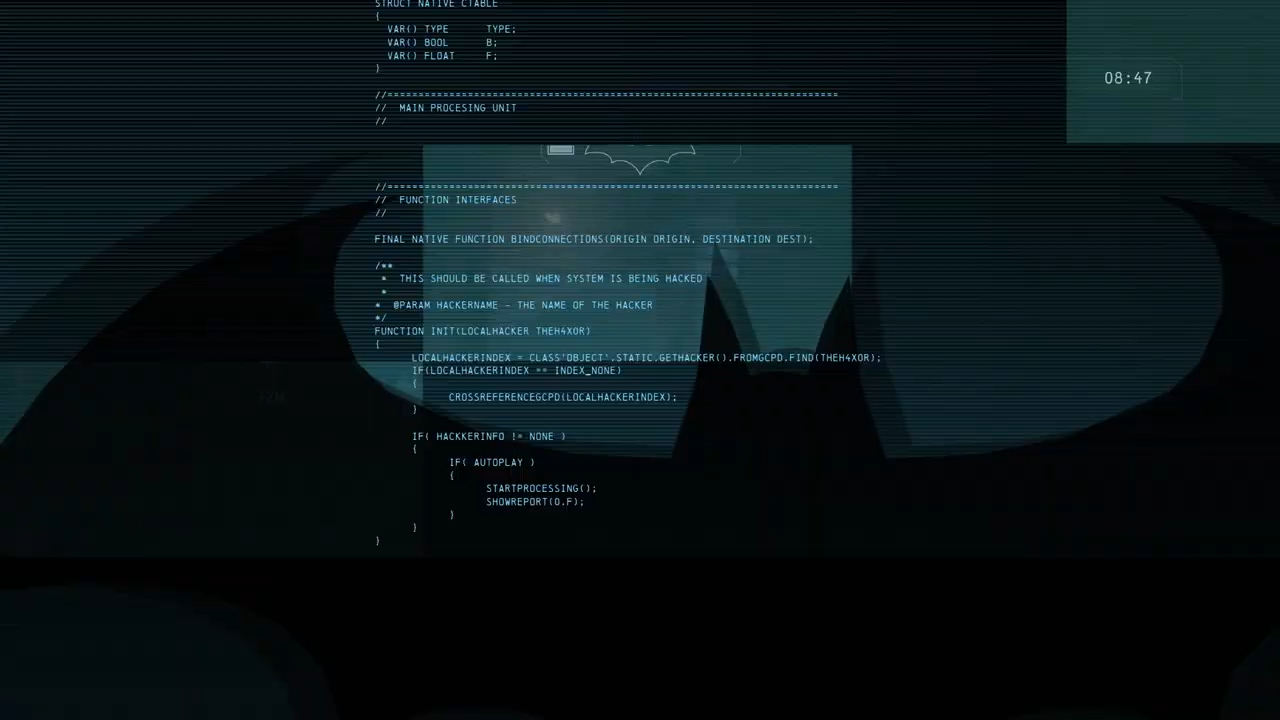 STRUCT NATIVE CTABLE
{
VAR() TYPE TYPE;
VAR() BOOL B;
VAR() FLOAT F;
}
//=========================================================================
// MAIN PROCESING UNIT
//
08:47
//=========================================================================
// FUNCTION INTERFACES
//
FINAL NATIVE FUNCTION BINDCONNECTIONS(ORIGIN ORIGIN, DESTINATION DEST);
/**
* THIS SHOULD BE CALLED WHEN SYSTEM IS BEING HACKED
*
* @PARAM HACKERNAME – THE NAME OF THE HACKER
*/
FUNCTION INIT(LOCALHACKER THEH4XOR)
{
LOCALHACKERINDEX = CLASS'OBJECT'.STATIC.GETHACKER().FROMGCPD.FIND(THEH4XOR);
IF(LOCALHACKERINDEX == INDEX_NONE)
{
CROSSREFERENCEGCPD(LOCALHACKERINDEX);
}
IF( HACKKERINFO != NONE )
{
IF( AUTOPLAY )
{
STARTPROCESSING();
SHOWREPORT(0.F);
}
}
}